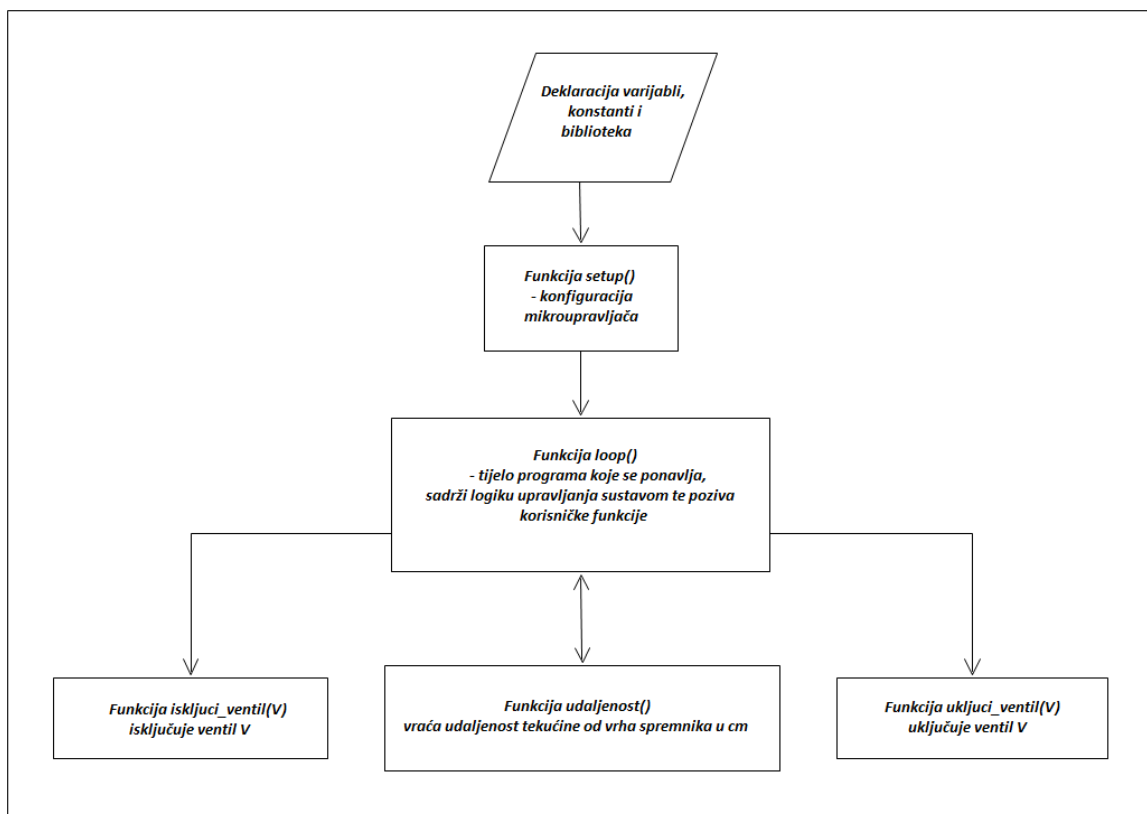 Deklaracija varijabli,
konstanti i
biblioteka
Funkcija setup()
- konfiguracija
mikroupravljača
Funkcija loop()
- tijelo programa koje se ponavlja,
sadrži logiku upravljanja sustavom te poziva
korisničke funkcije
Funkcija iskljuci_ventil(V)
isključuje ventil V
Funkcija udaljenost()
vraća udaljenost tekućine od vrha spremnika u cm
Funkcija ukljuci_ventil(V)
uključuje ventil V